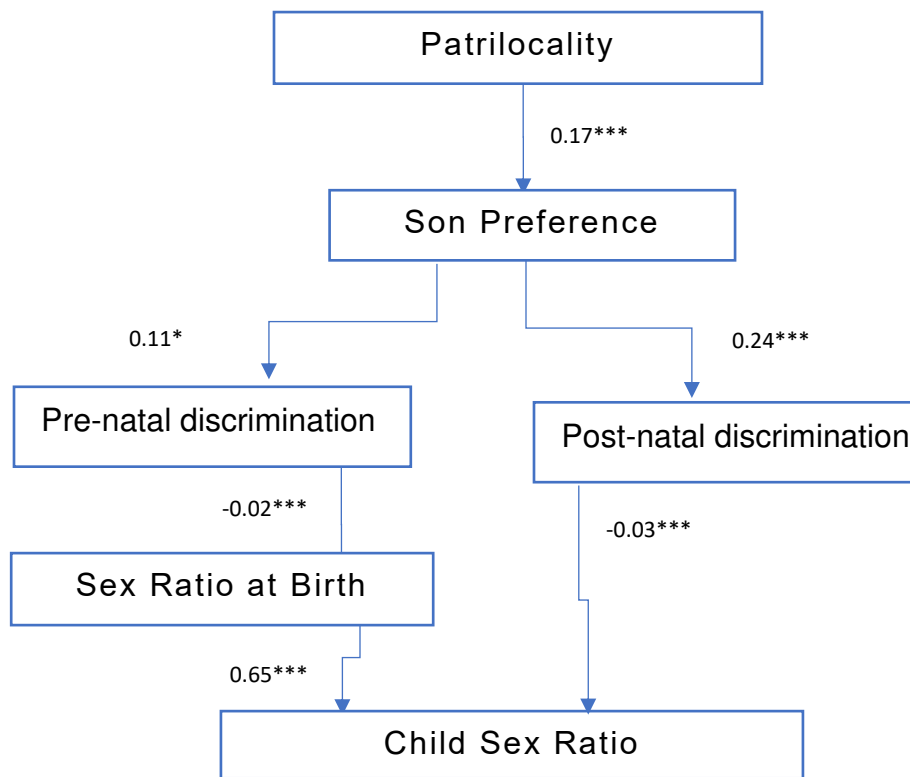 Patrilocality
0.17***
Son Preference
0.11*
0.24***
Pre-natal discrimination
Post-natal discrimination
-0.02***
-0.03***
Sex Ratio at Birth
0.65***
Child Sex Ratio